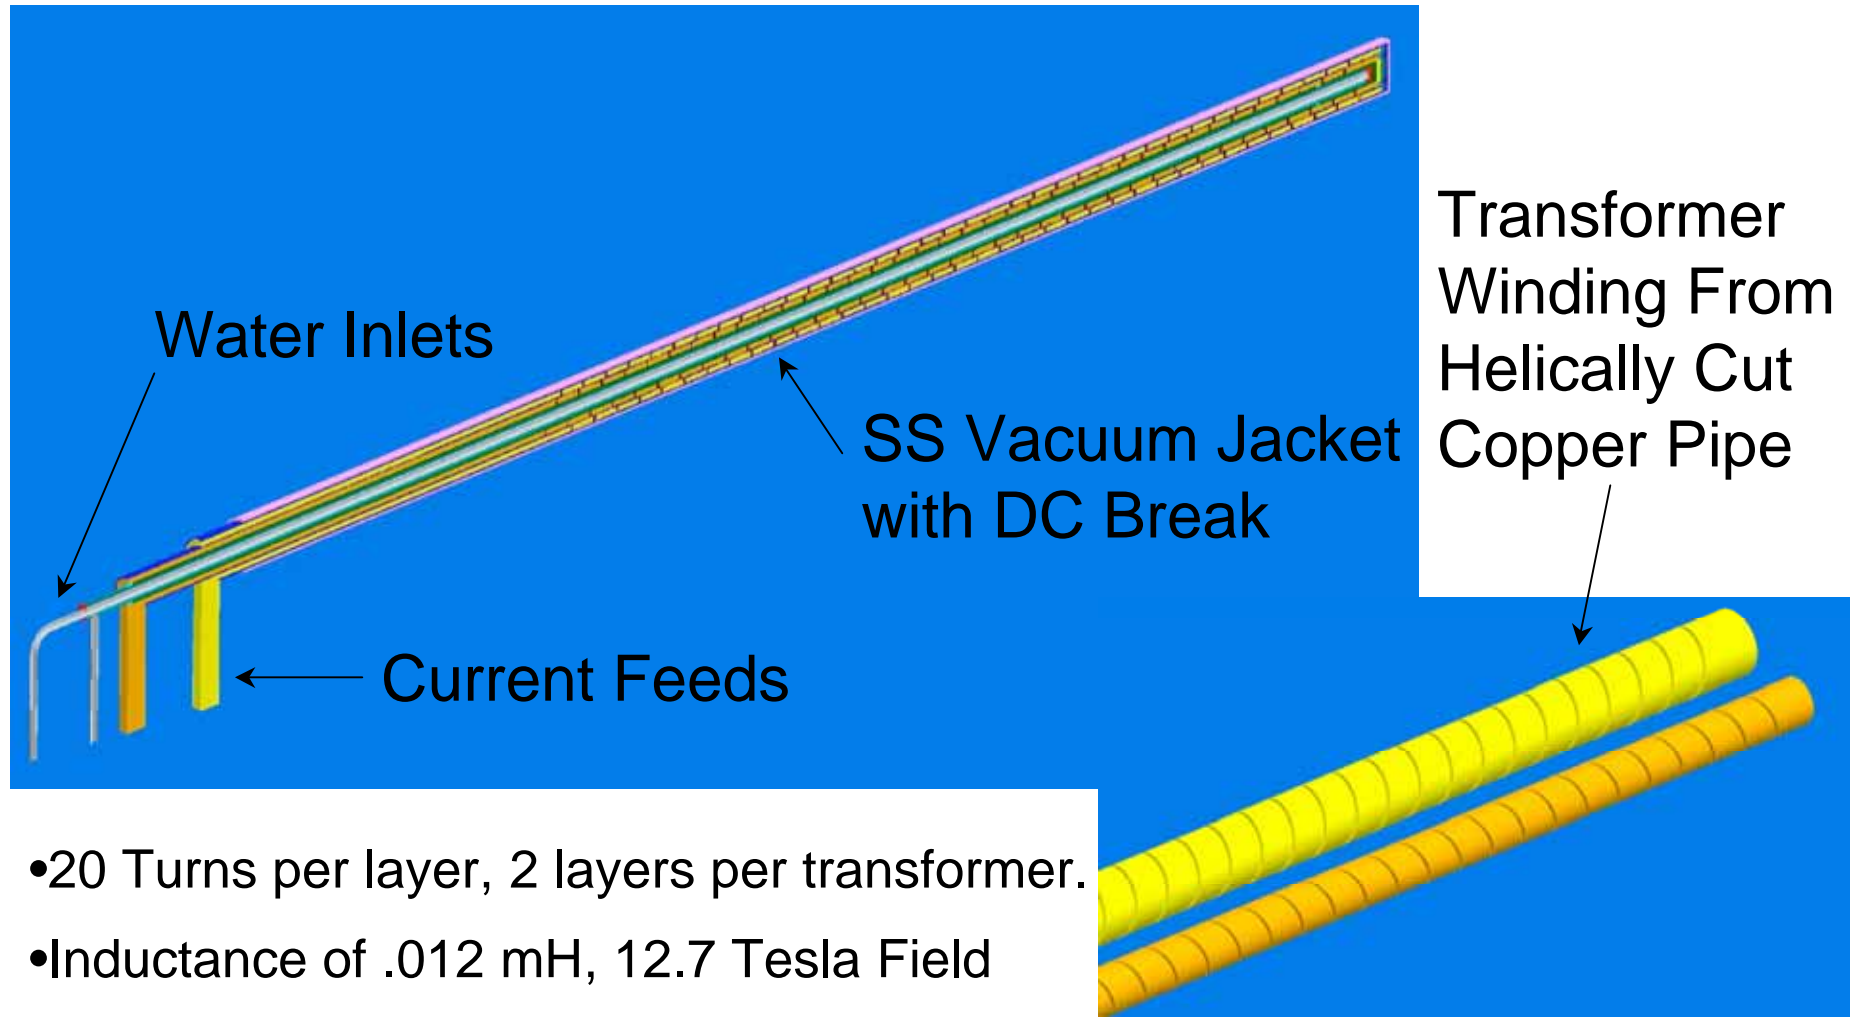 Water Inlets
SS Vacuum Jacket
with DC Break
Current Feeds
Transformer
Winding From
Helically Cut
Copper Pipe
•20 Turns per layer, 2 layers per transformer.
•Inductance of .012 mH, 12.7 Tesla Field